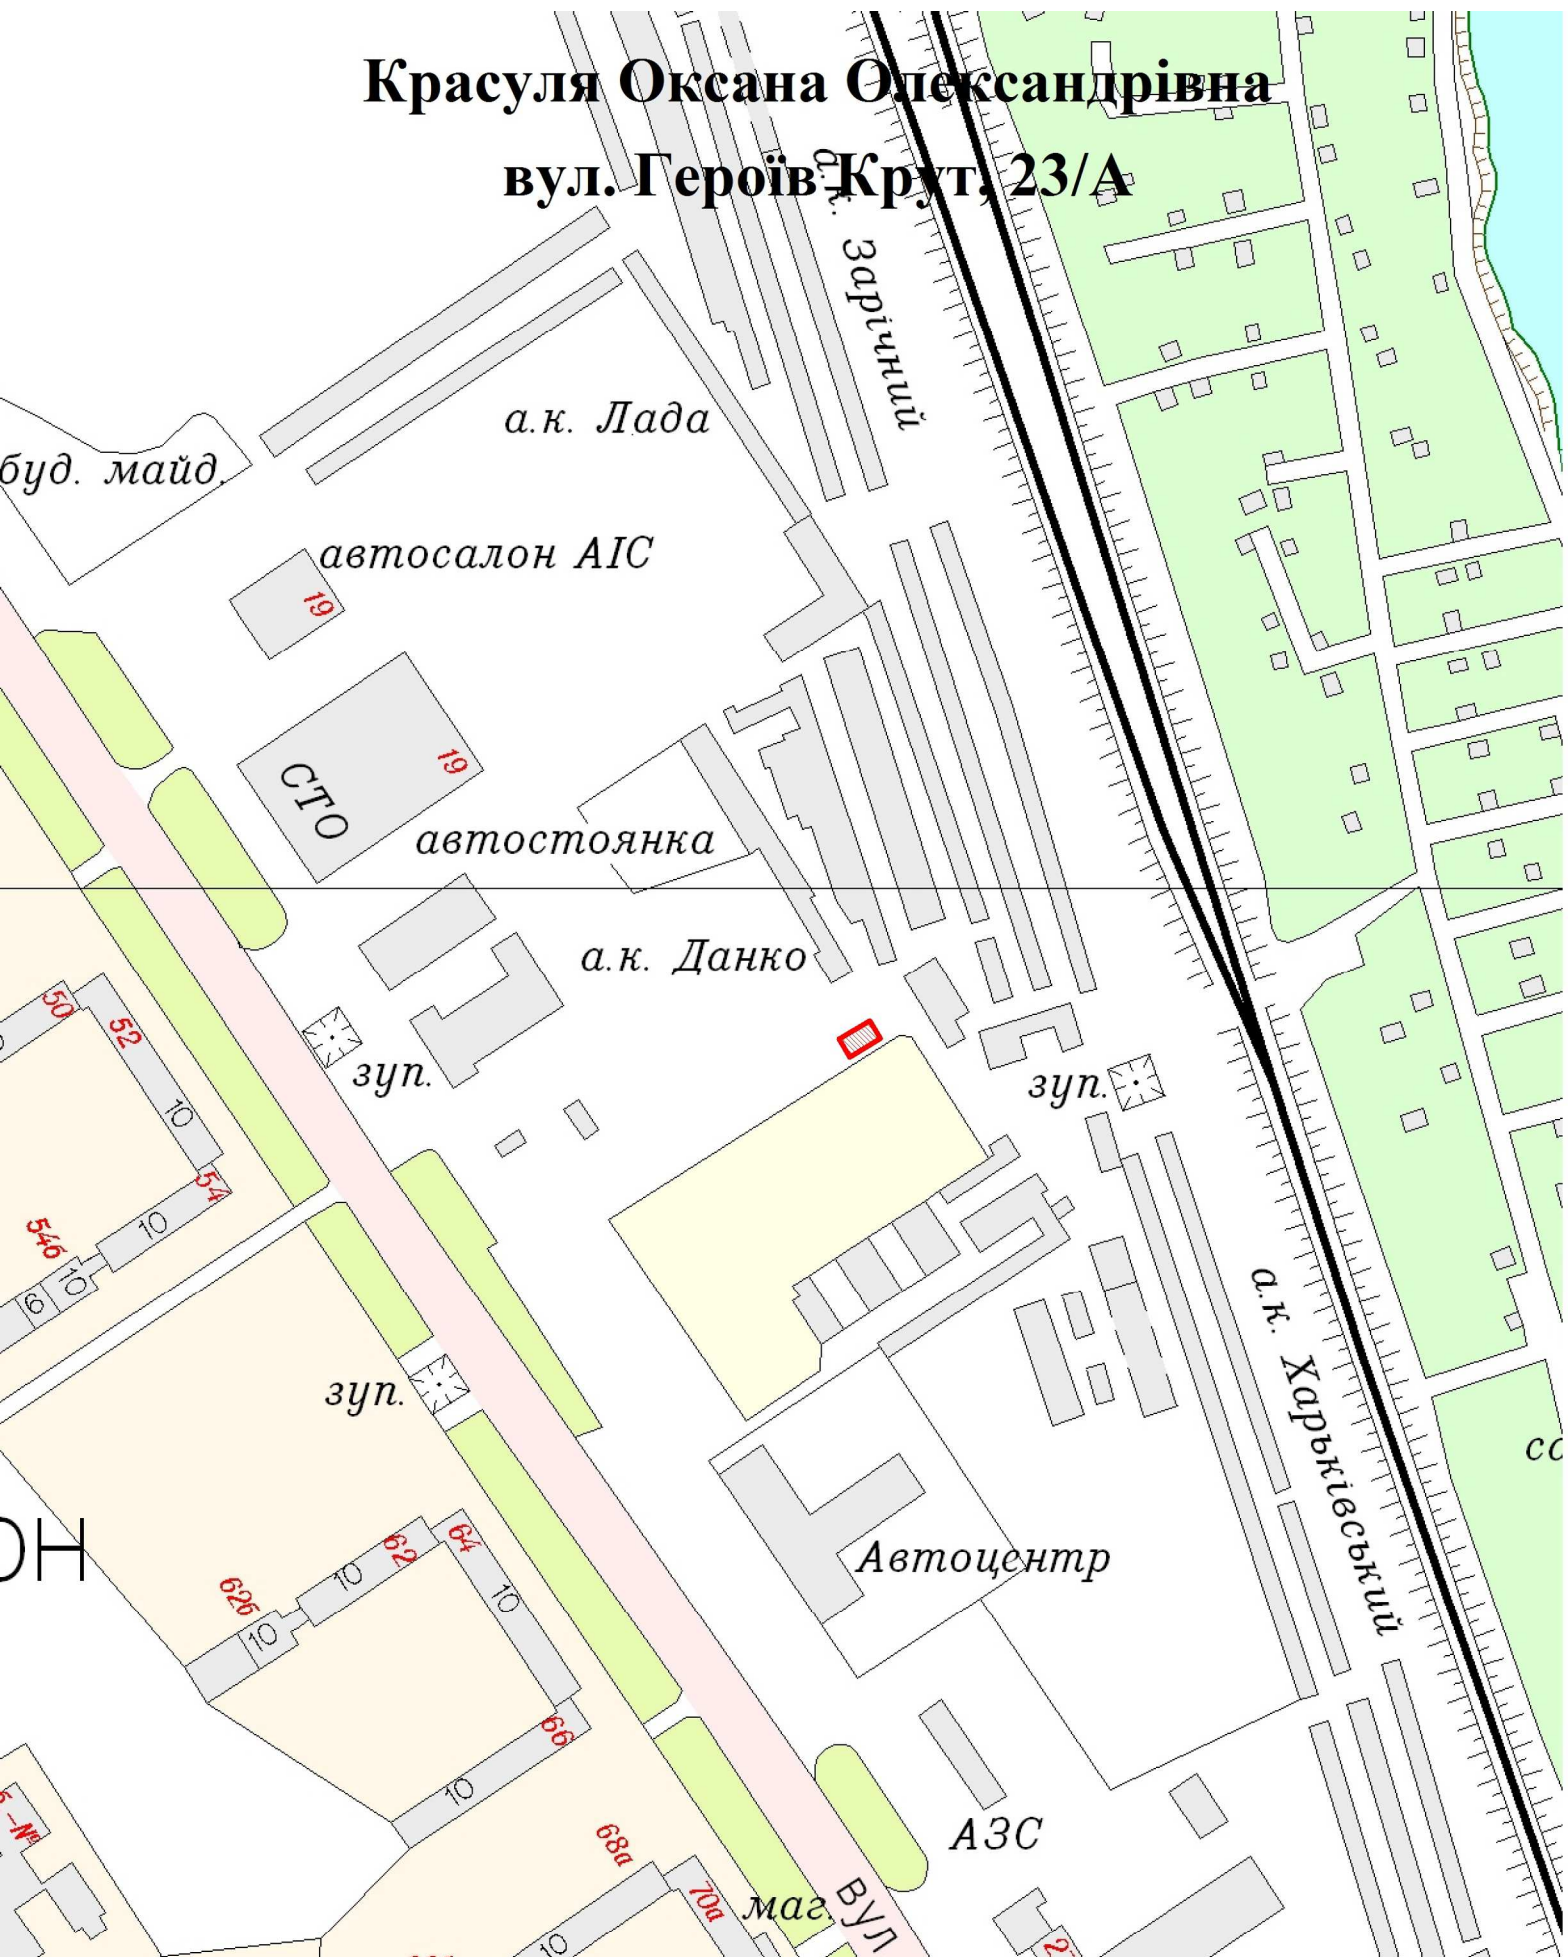 Красуля Оксана Олександрівна
вул. Героїв Крут, 23/А
а.к. Зарічний
а.к. Лада
буд. майд.
автосалон АІС
19
19
СТО
автостоянка
а.к. Данко
50
52
зуп.
зуп.
10
54
10
54б
10
6
а.к. Харьківський
зуп.
ОН
62
64
10
62б
10
10
Автоцентр
66
10
АЗС
68а
70а
маг.
ВУЛ
10